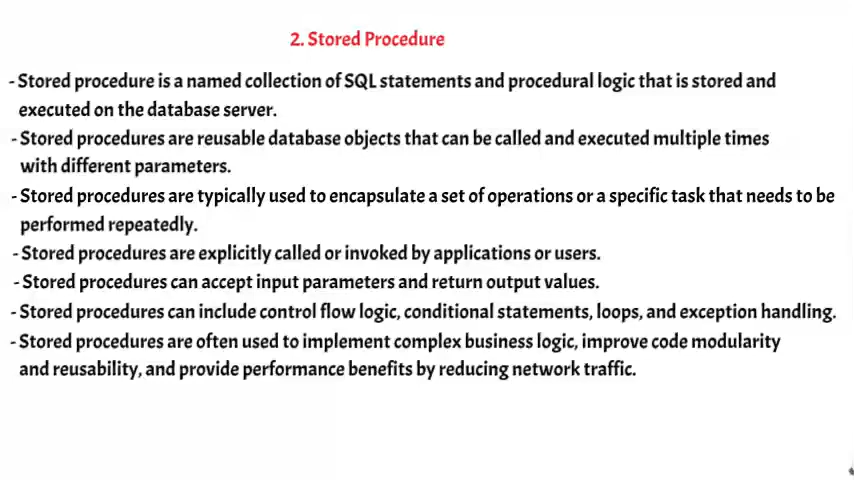 2. Stored Procedure
- Stored procedure is a named collection of SQL statements and procedural logic that is stored and
executed on the database server.
- Stored procedures are reusable database objects that can be called and executed multiple times
with different parameters.
- Stored procedures are typically used to encapsulate a set of operations or a specific task that needs to be
performed repeatedly.
- Stored procedures are explicitly called or invoked by applications or users.
- Stored procedures can accept input parameters and return output values.
- Stored procedures can include control flow logic, conditional statements, loops, and exception handling.
- Stored procedures are often used to implement complex business logic, improve code modularity
and reusability, and provide performance benefits by reducing network traffic.